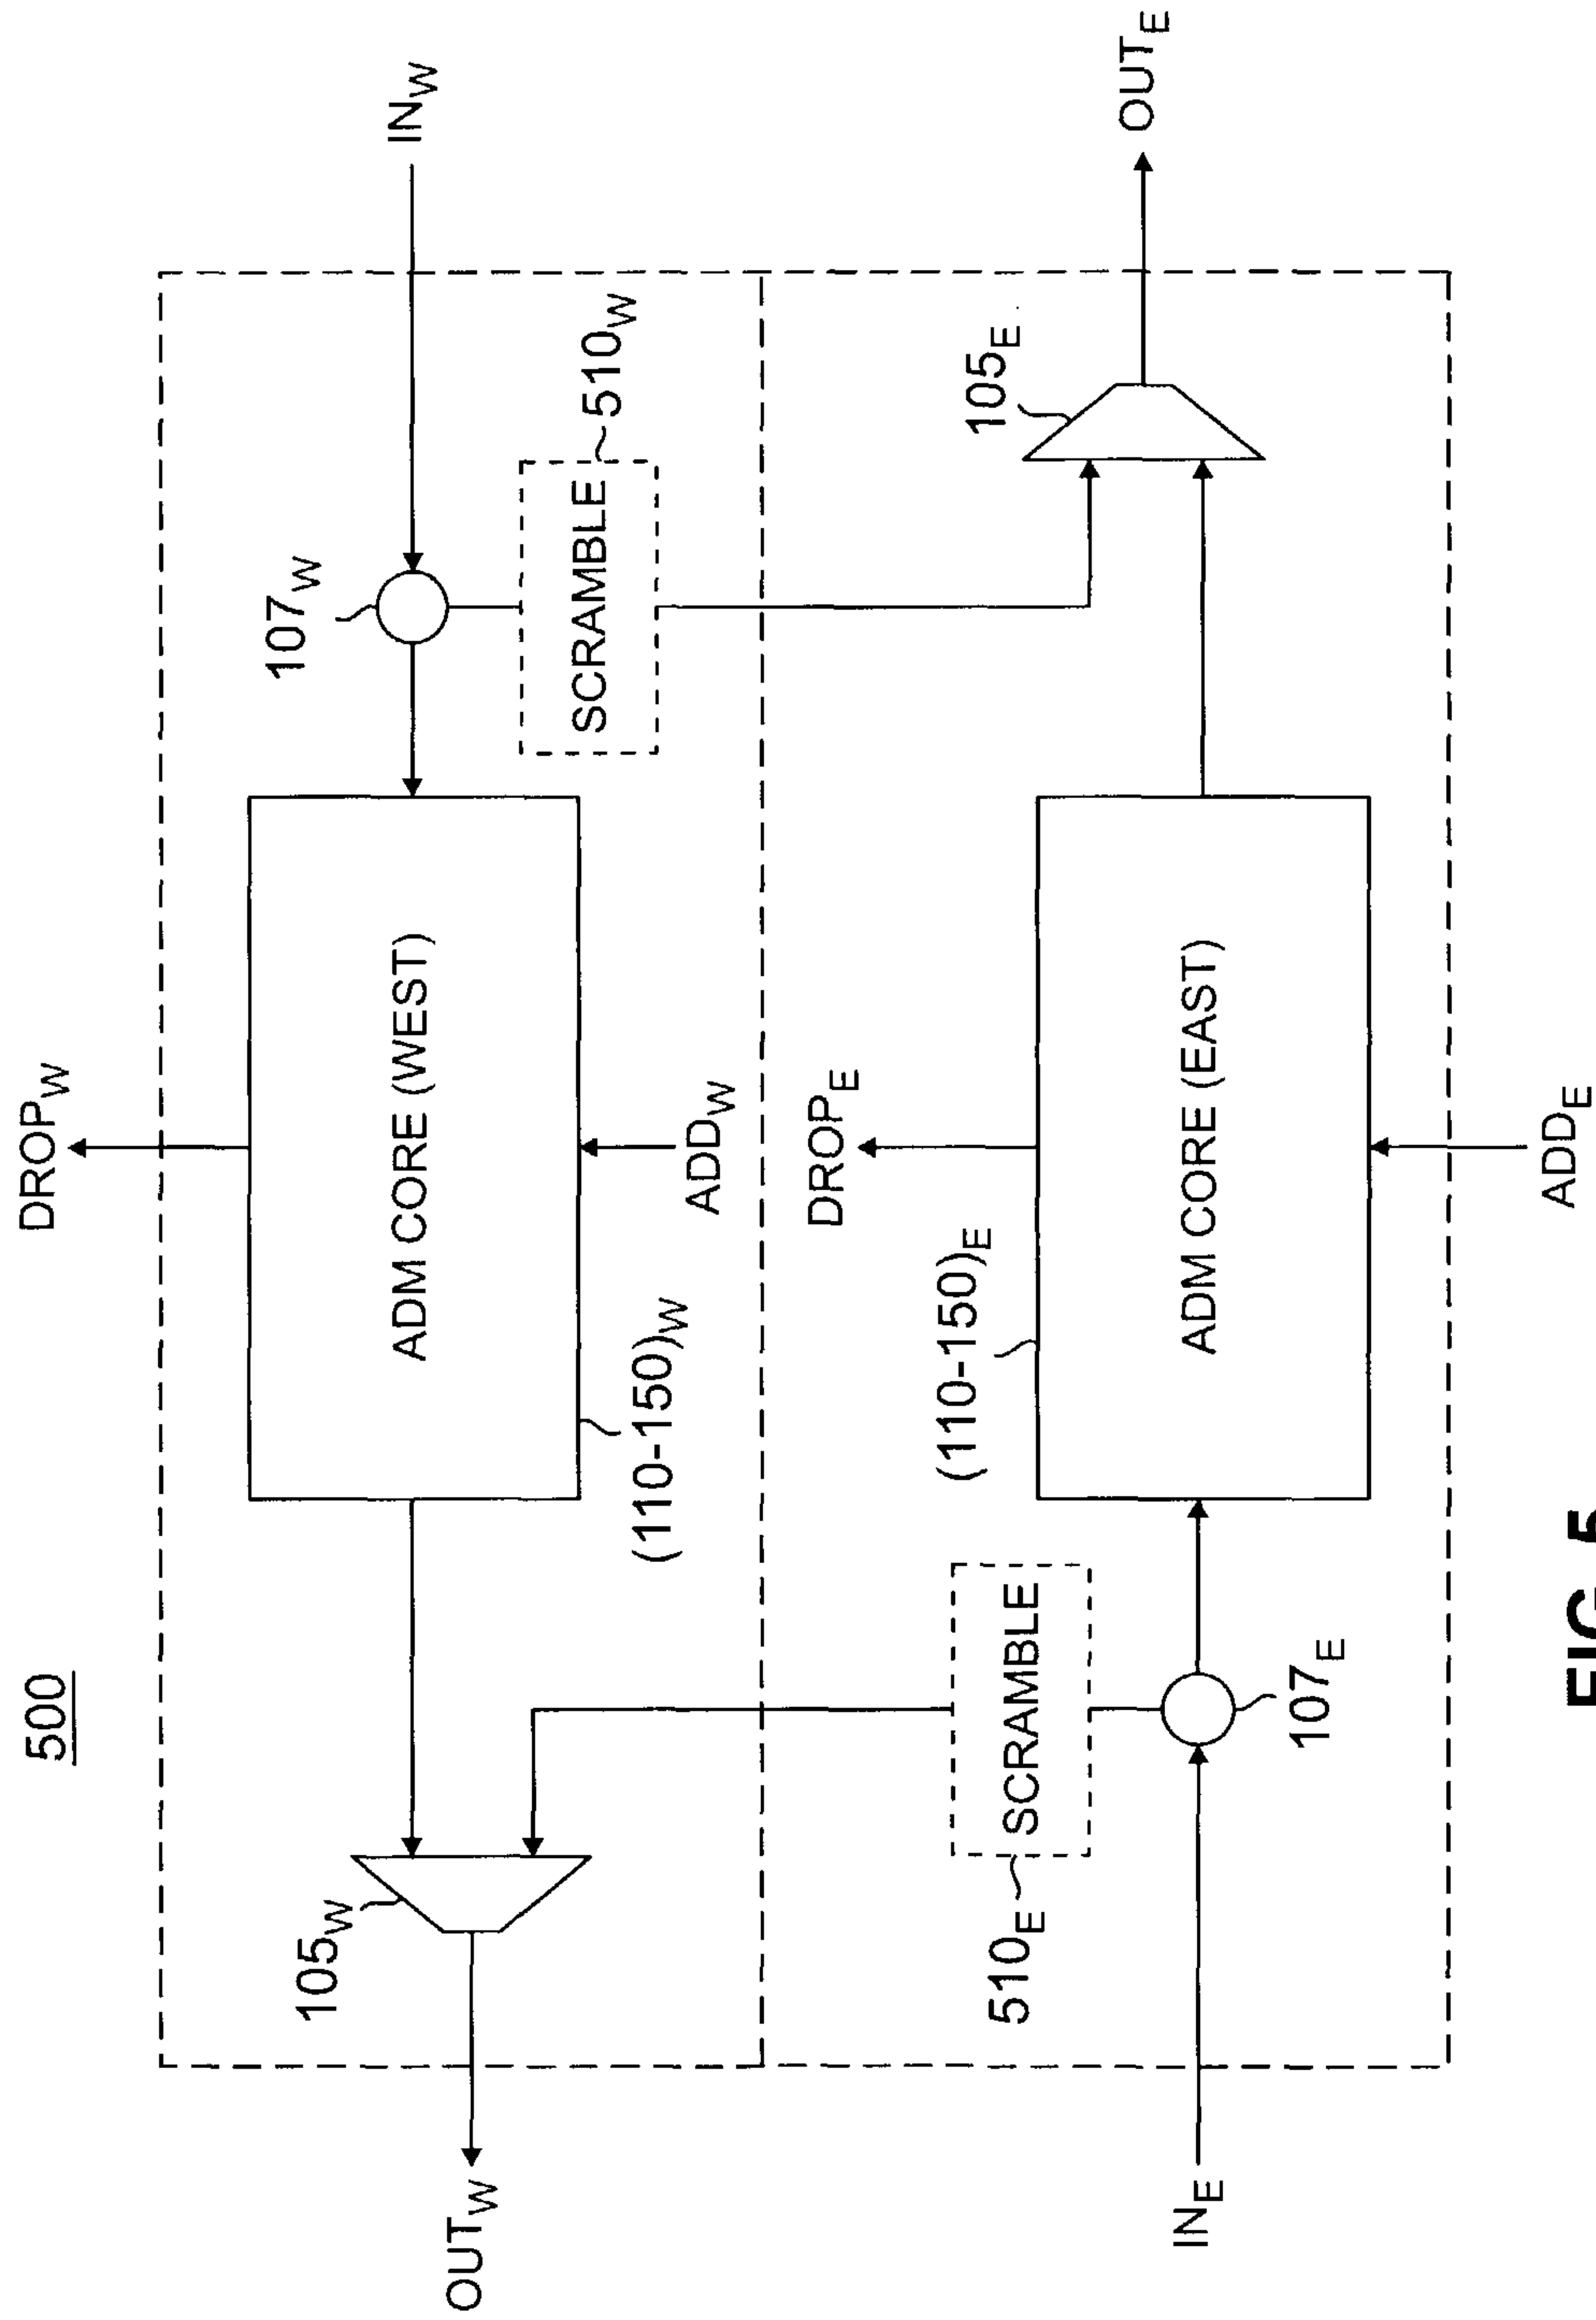 500
DROP_W
IN_W
107_W
SCRAMBLE
510_W
ADM CORE (WEST)
105_W
OUT_W
(110-150)_W
ADD_W
DROP_E
105_E
OUT_E
(110-150)_E
ADM CORE (EAST)
510_E
SCRAMBLE
107_E
IN_E
ADD_E
FIG. 5